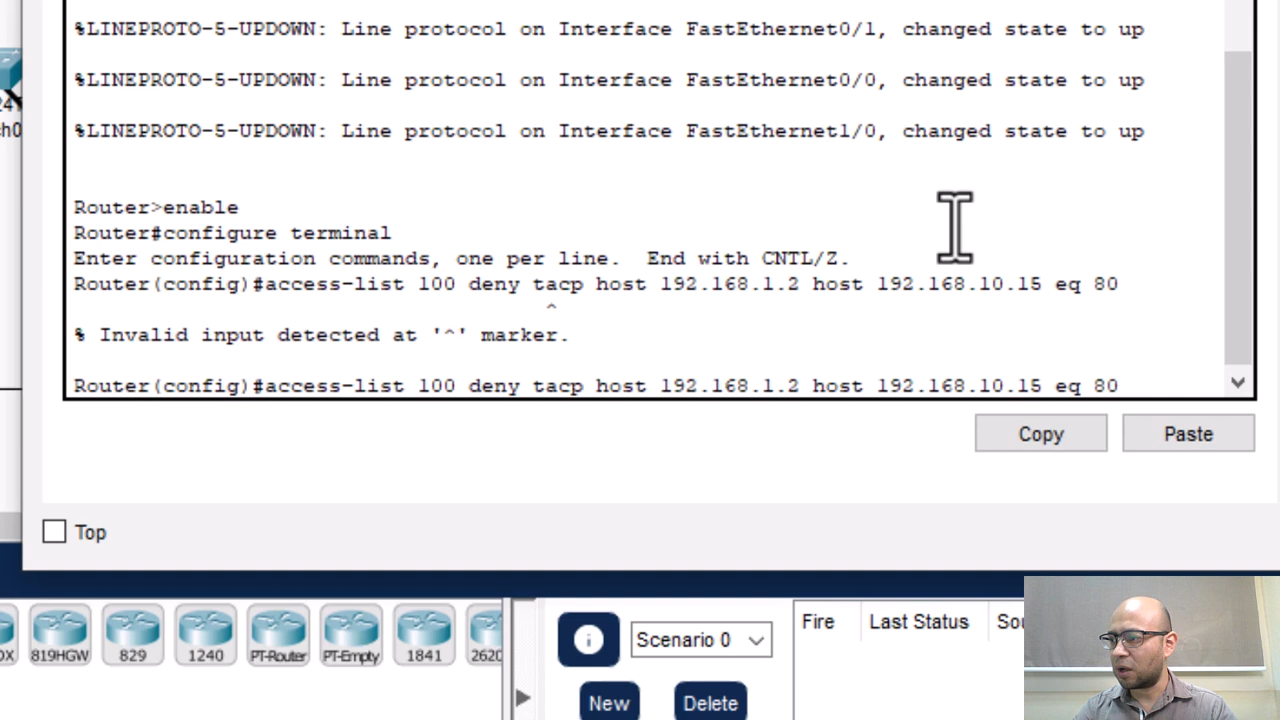 %LINEPROTO-5-UPDOWN: Line protocol on Interface FastEthernet0/1, changed state to up
%LINEPROTO-5-UPDOWN: Line protocol on Interface FastEthernet0/0, changed state to up
%LINEPROTO-5-UPDOWN: Line protocol on Interface FastEthernet1/0, changed state to up
Router>enable
Router#configure terminal
Enter configuration commands, one per line.  End with CNTL/Z.
Router(config)#access-list 100 deny tacp host 192.168.1.2 host 192.168.10.15 eq 80
^
% Invalid input detected at '^' marker.
Router(config)#access-list 100 deny tacp host 192.168.1.2 host 192.168.10.15 eq 80
Copy Paste
Top
819HGW 829 1240 PT-Router PT-Empty 1841
Scenario 0
Fire Last Status
New Delete